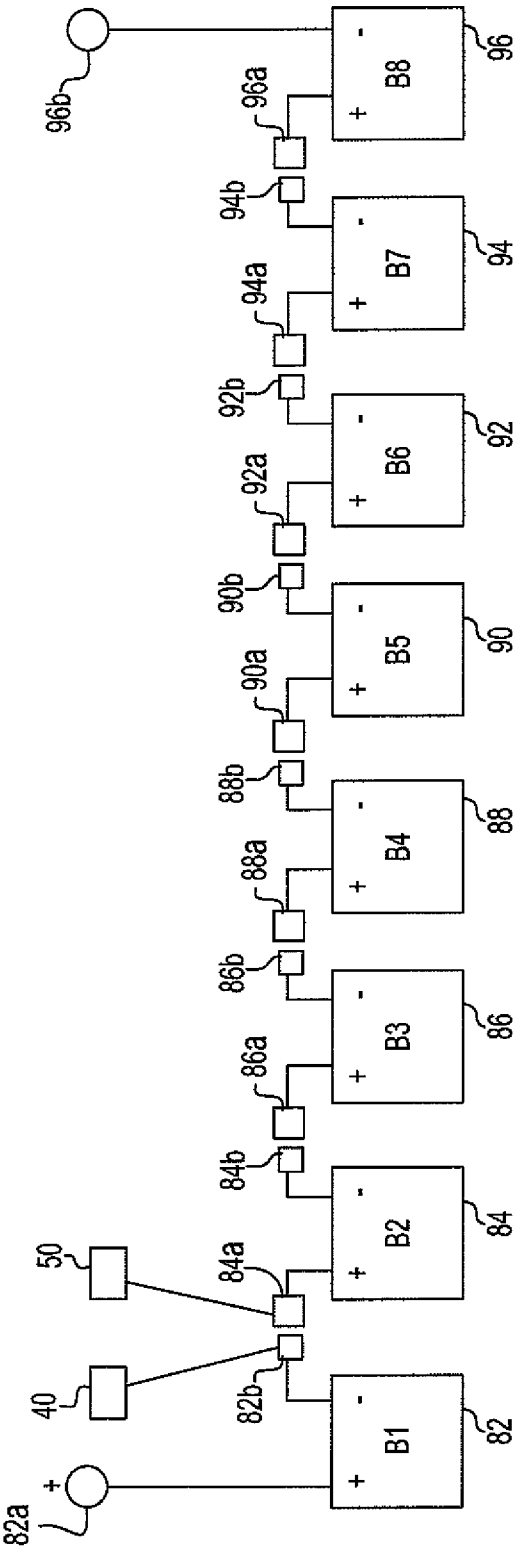 82a
+
40
50
96b
82b
84a
84b
86a
86b
88a
88b
90a
90b
92a
92b
94a
94b
96a
+ -
B1
+ -
B2
+ -
B3
+ -
B4
+ -
B5
+ -
B6
+ -
B7
+ -
B8
82
84
86
88
90
92
94
96